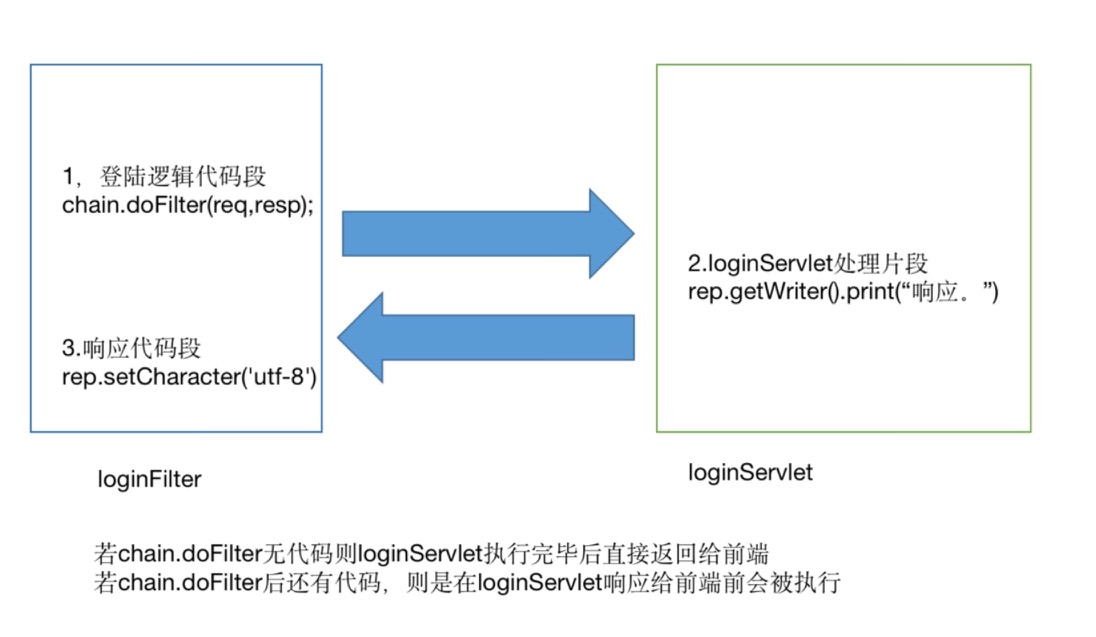 1，登陆逻辑代码段
chain.doFilter(req,resp);
3.响应代码段
rep.setCharacter('utf-8')
2.loginServlet处理片段
rep.getWriter().print(“响应。”)
loginFilter
loginServlet
若chain.doFilter无代码则loginServlet执行完毕后直接返回给前端
若chain.doFilter后还有代码，则是在loginServlet响应给前端前会被执行